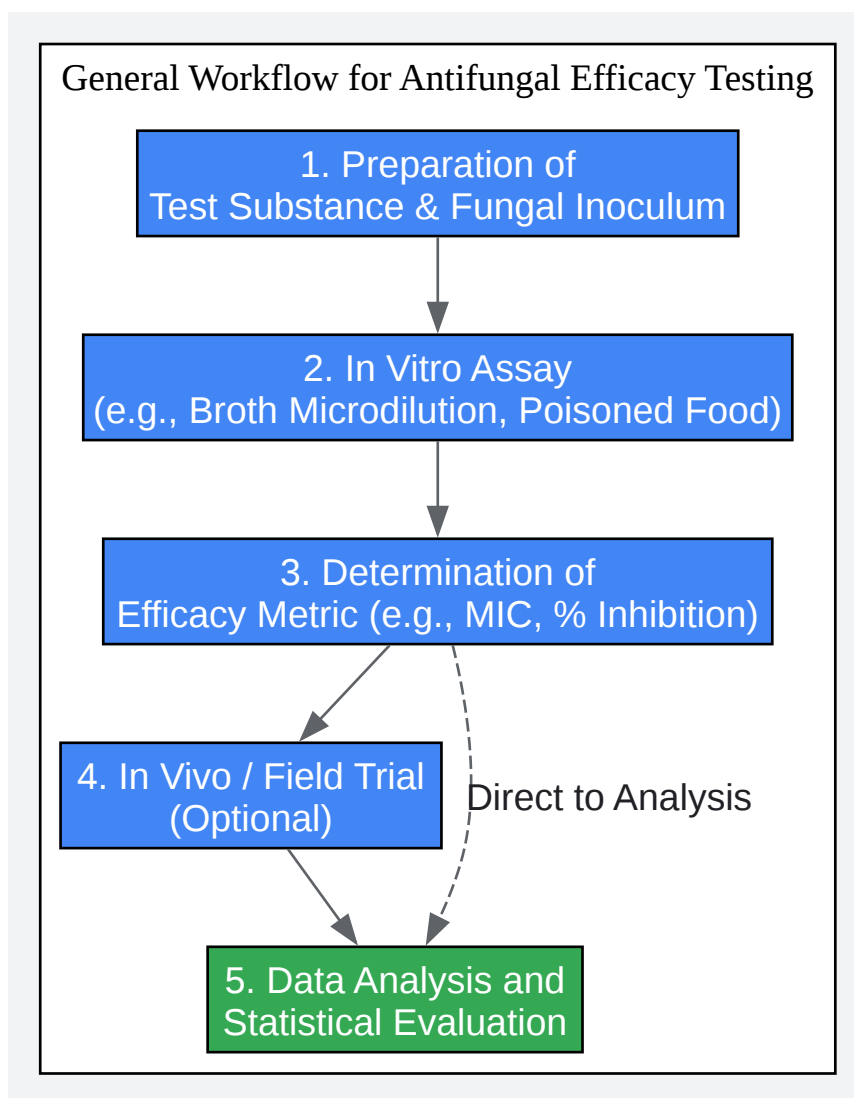 General Workflow for Antifungal Efficacy Testing
1. Preparation of
Test Substance & Fungal Inoculum
2. In Vitro Assay
(e.g., Broth Microdilution, Poisoned Food)
3. Determination of
Efficacy Metric (e.g., MIC, % Inhibition)
4. In Vivo / Field Trial
(Optional)
Direct to Analysis
5. Data Analysis and
Statistical Evaluation